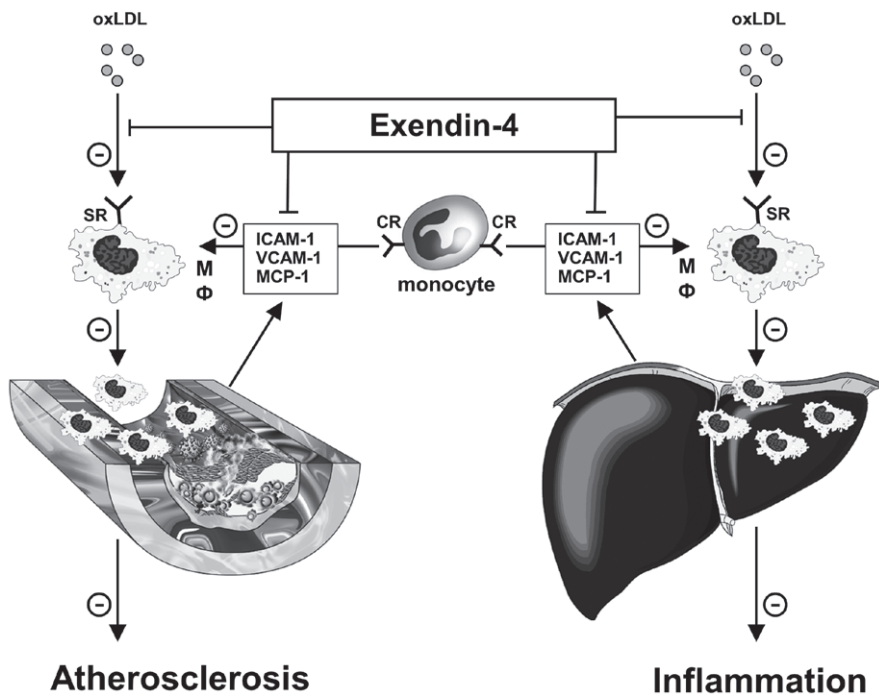 oxLDL
oxLDL
Exendin-4
−
−
SR
−
ICAM-1
VCAM-1
MCP-1
M
Φ
CR
CR
monocyte
ICAM-1
VCAM-1
MCP-1
−
M
Φ
SR
−
−
−
−
Atherosclerosis
Inflammation